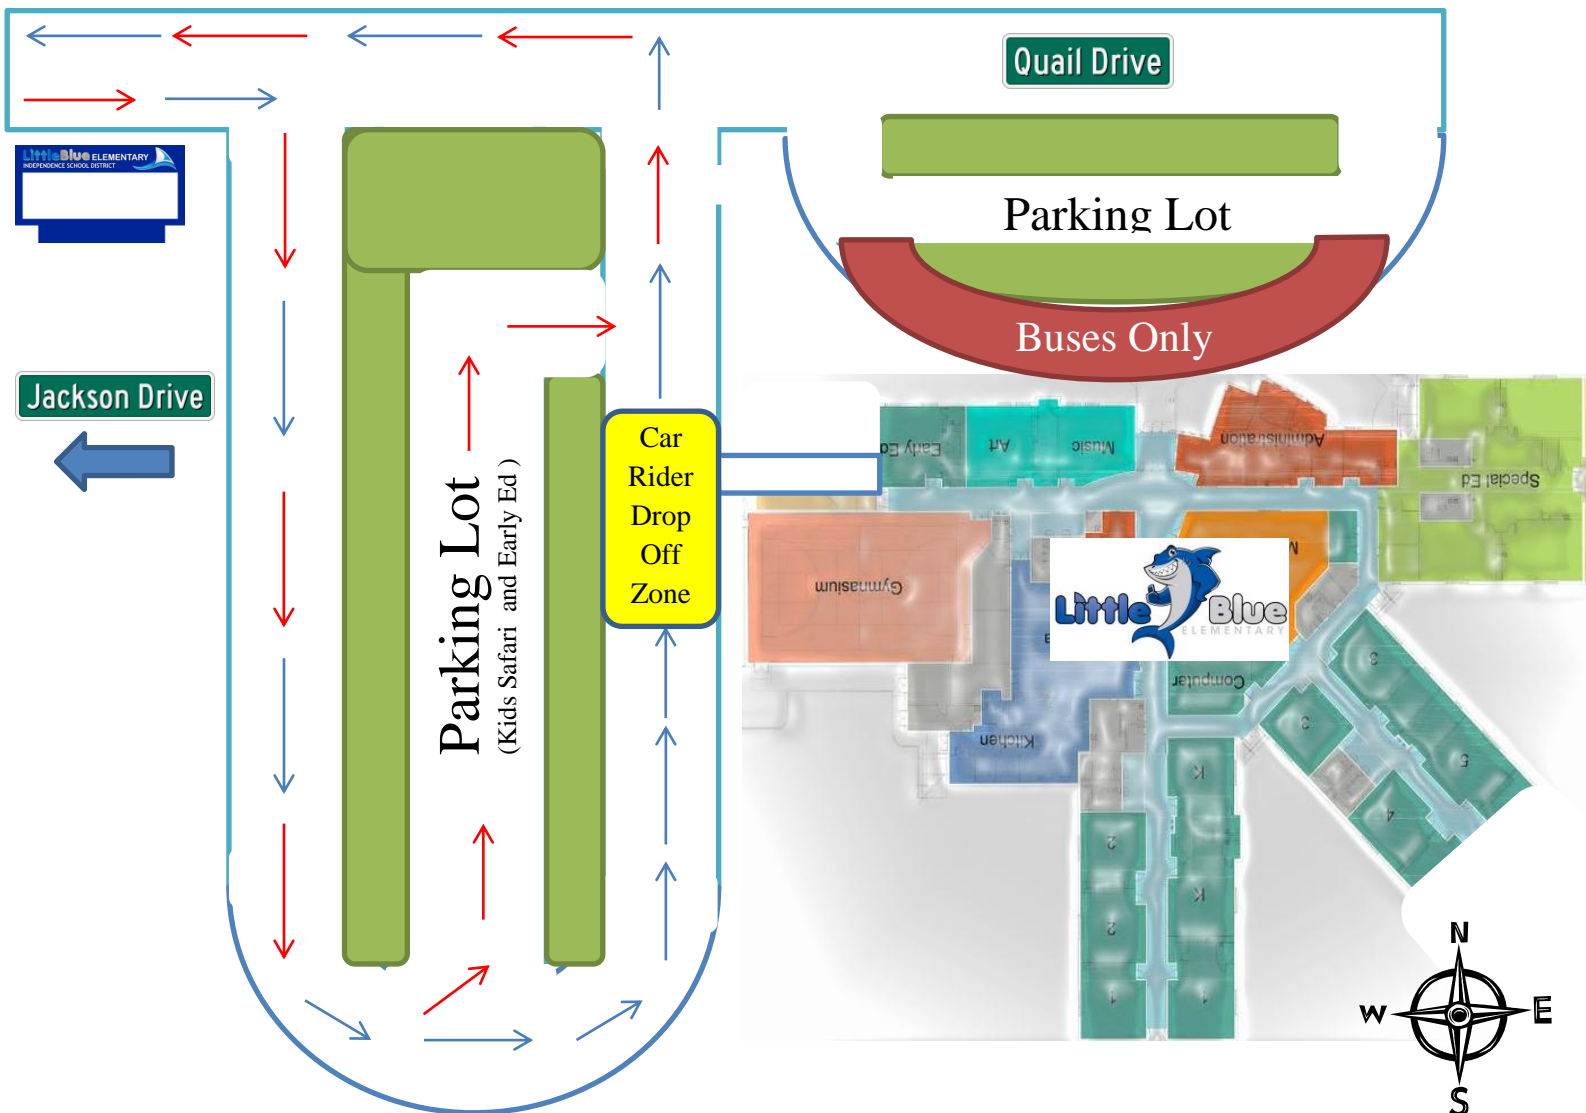 Quail Drive
LittleBlue ELEMENTARY
INDEPENDENCE SCHOOL DISTRICT
Parking Lot
Buses Only
Jackson Drive
Car
Rider
Drop
Off
Zone
Parking Lot
(Kids Safari and Early Ed )
Early Ed
Art
Music
Administration
Special Ed
Gymnasium
M
Little Blue
ELEMENTARY
Computer
Kitchen
3
3
5
4
K
K
2
2
1
1
N
W
E
S